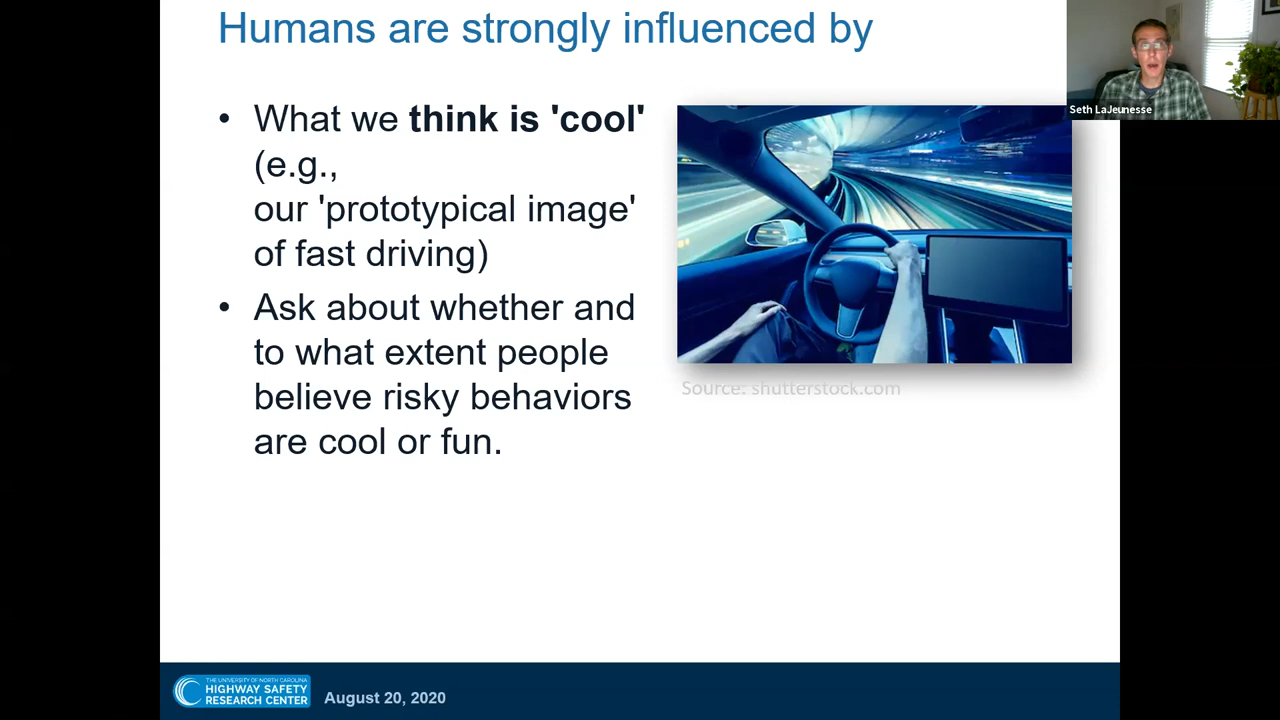 Humans are strongly influenced by
Seth LaJeunesse
• What we think is 'cool'
(e.g.,
our 'prototypical image'
of fast driving)
• Ask about whether and
to what extent people
believe risky behaviors
are cool or fun.
Source: shutterstock.com
THE UNIVERSITY OF NORTH CAROLINA
HIGHWAY SAFETY
RESEARCH CENTER
August 20, 2020